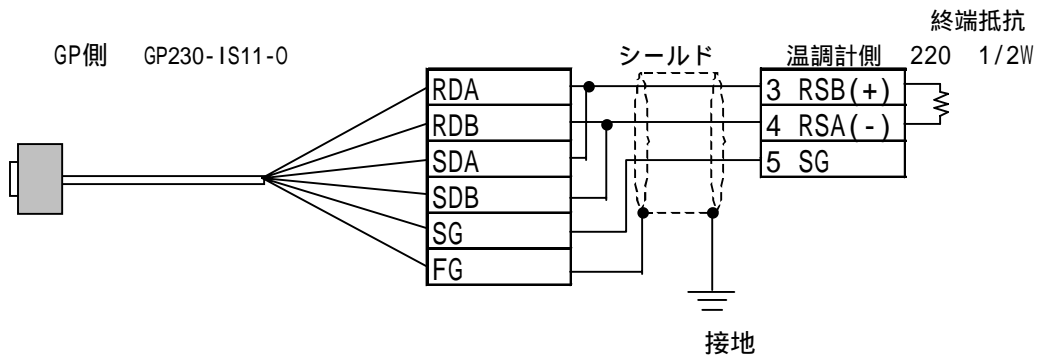 終端抵抗
GP側 GP230-IS11-O
シールド
温調計側
220 1/2W
RDA
RDB
SDA
SDB
SG
FG
3 RSB(+)
4 RSA(-)
5 SG
接地